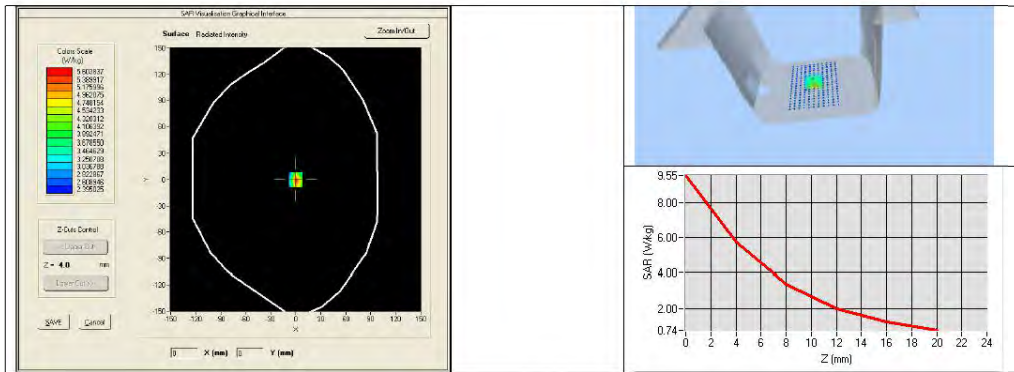 SAR Visualisation Graphical Interface
Surface Radiated Intensity
Zoom In/Out
Colors Scale
(W/kg)
5.603837
5.389917
5.175996
4.962075
4.748154
4.534233
4.320312
4.106392
3.892471
3.678550
3.464629
3.250708
3.036788
2.822867
2.608946
2.395025
Z-Cuts Control
Z = 4.0 mm
SAVE Cancel
150
120
90
60
30
0
-30
-60
-90
-120
-150
Y
-150 -120 -90 -60 -30 0 30 60 90 120 150
X
0 X (mm) 0 Y (mm)
9.55
8.00
6.00
4.00
2.00
0.74
SAR (W/kg)
0 2 4 6 8 10 12 14 16 18 20 22 24
Z (mm)